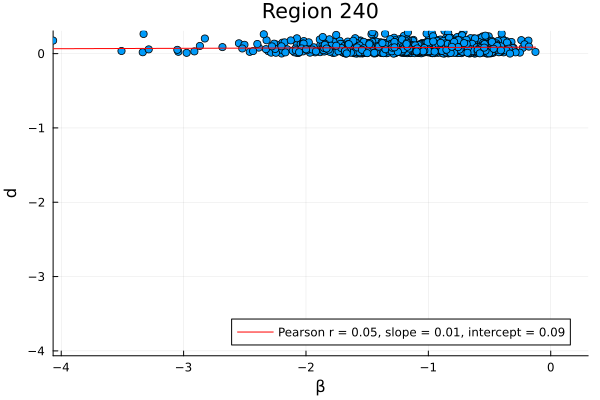 Region 240
0
−1
−2
−3
−4
d
Pearson r = 0.05, slope = 0.01, intercept = 0.09
−4 −3 −2 −1 0
β